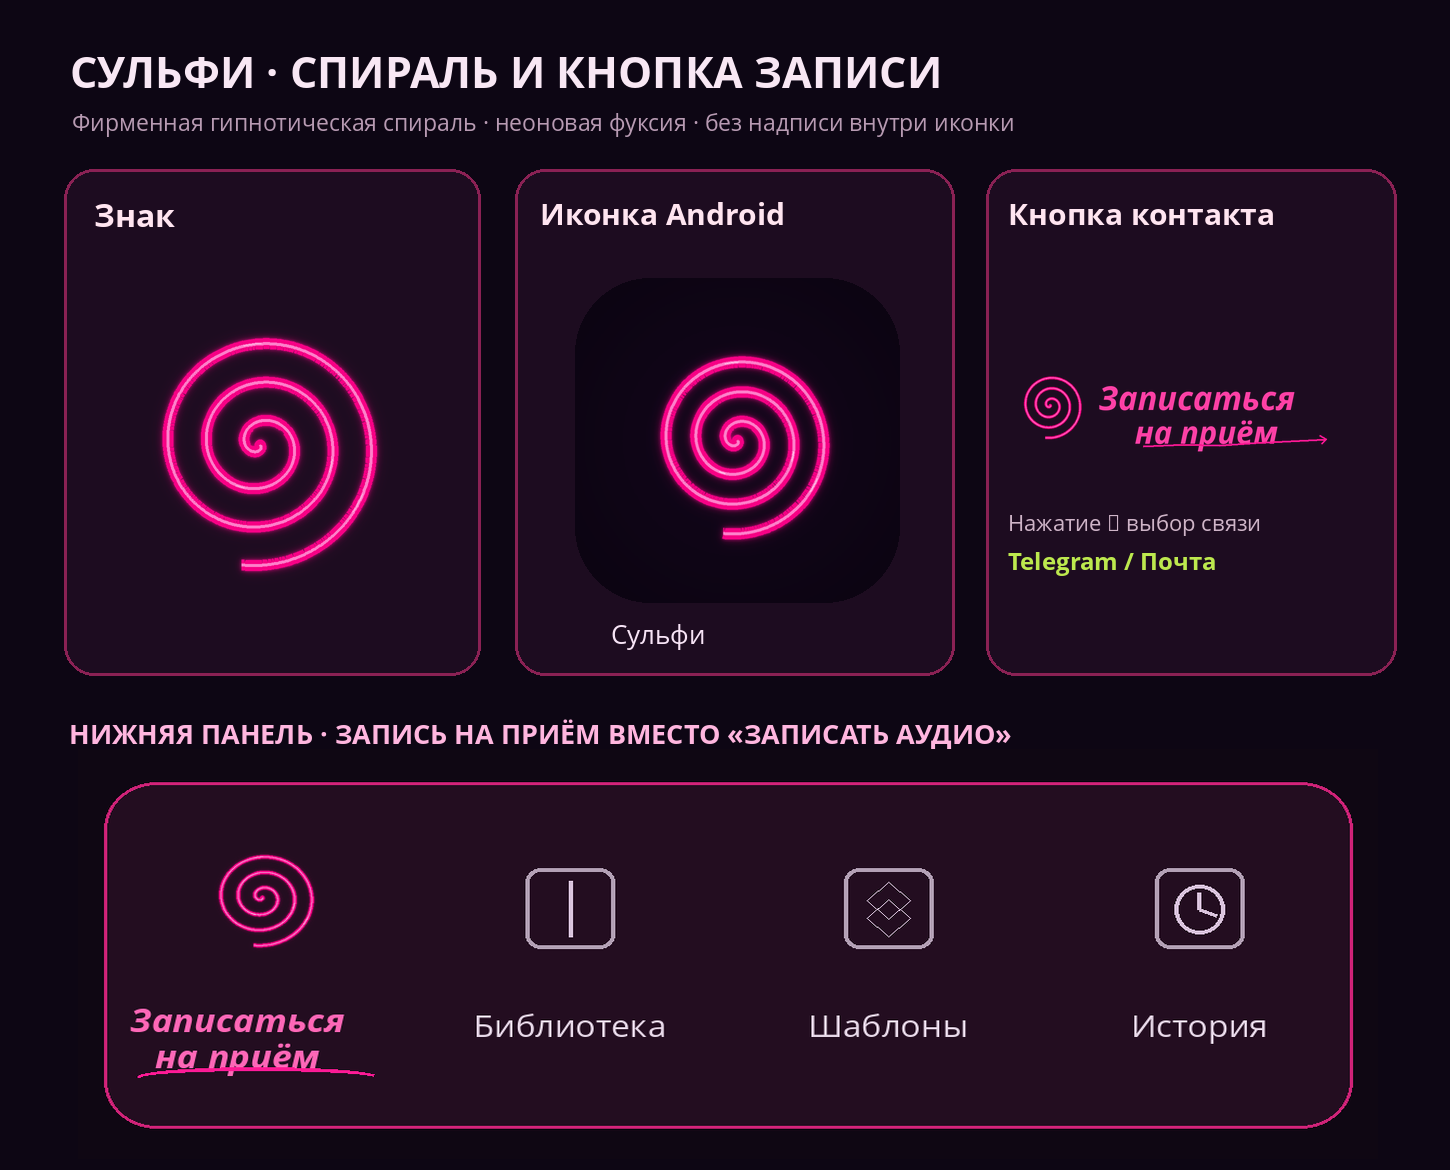 СУЛЬФИ · СПИРАЛЬ И КНОПКА ЗАПИСИ
Фирменная гипнотическая спираль · неоновая фуксия · без надписи внутри иконки
Знак
Иконка Android
Сульфи
Кнопка контакта
Записаться
на приём
Нажатие ▯ выбор связи
Telegram / Почта
НИЖНЯЯ ПАНЕЛЬ · ЗАПИСЬ НА ПРИЁМ ВМЕСТО «ЗАПИСАТЬ АУДИО»
Записаться
на приём
Библиотека
Шаблоны
История